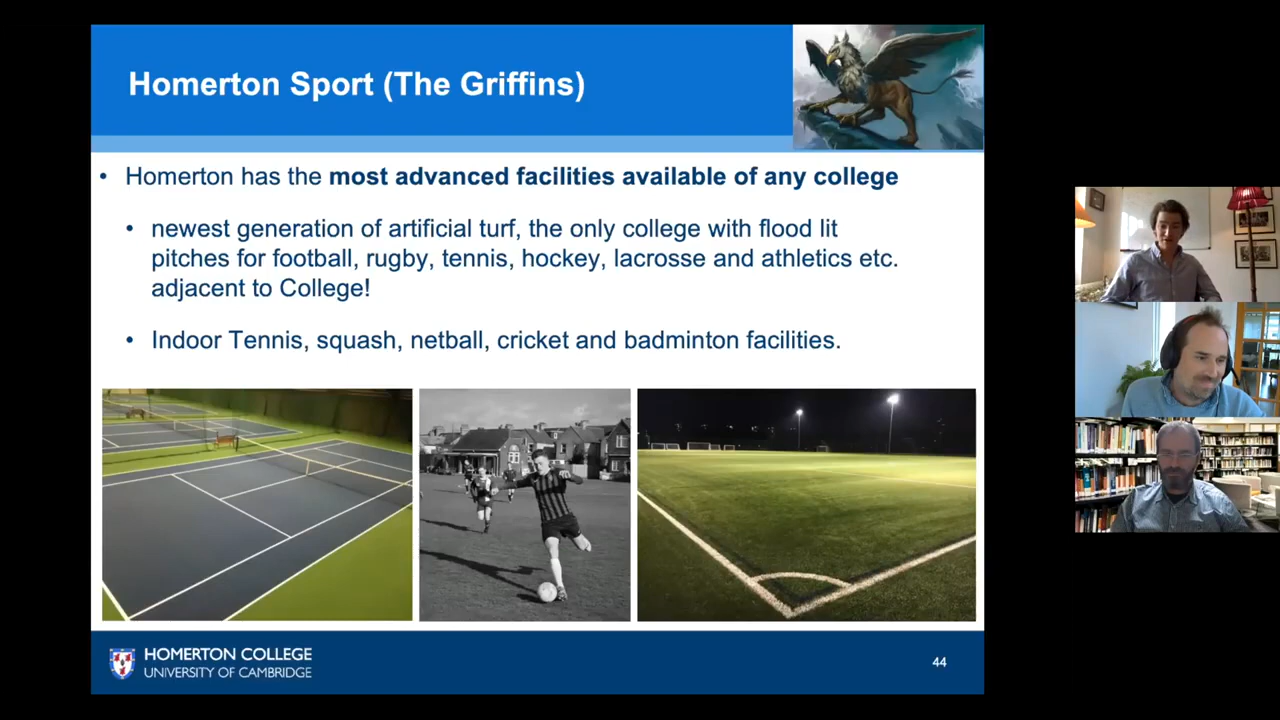 Homerton Sport (The Griffins)
• Homerton has the most advanced facilities available of any college
• newest generation of artificial turf, the only college with flood lit
pitches for football, rugby, tennis, hockey, lacrosse and athletics etc.
adjacent to College!
• Indoor Tennis, squash, netball, cricket and badminton facilities.
HOMERTON COLLEGE
UNIVERSITY OF CAMBRIDGE
44